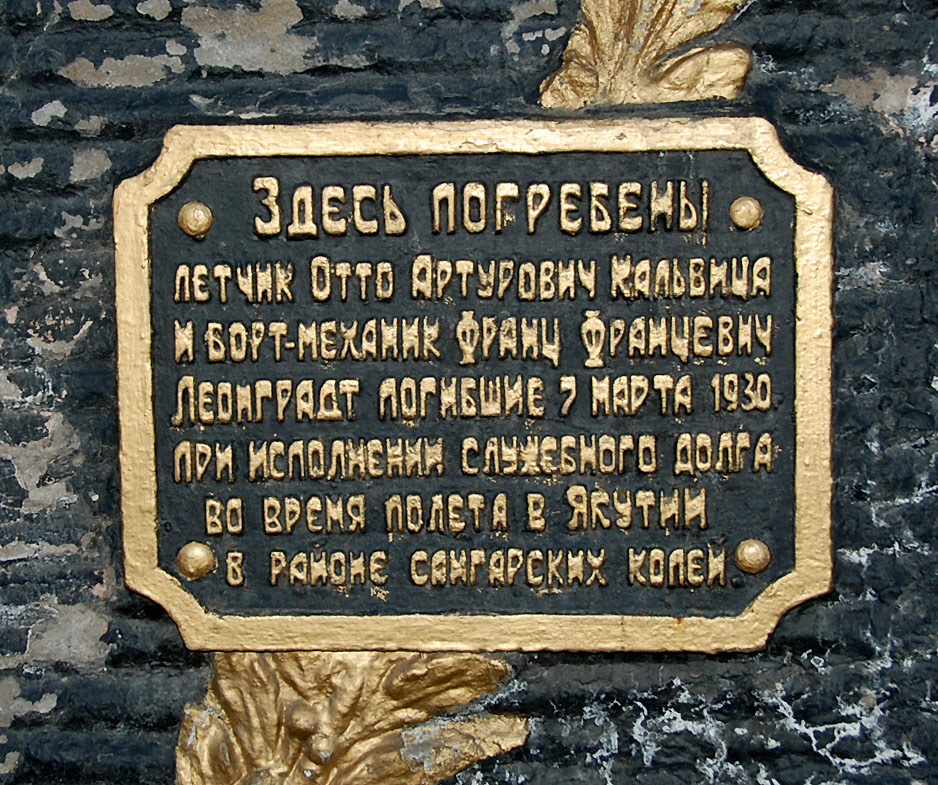 Здесь погребены
летчик Отто Артурович Кальвица
и борт-механик Франц Францевич
Леонградт погибшие 7 марта 1930.
при исполнении служебного долга
во время полета в Якутии
в районе Сангарских колей.